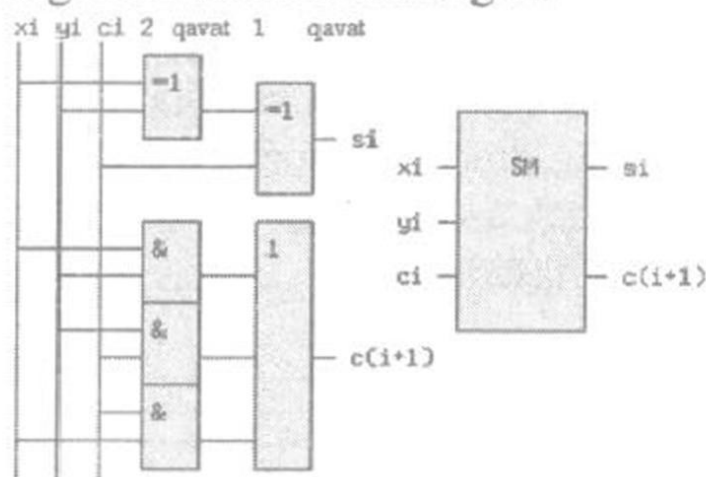 xi yi ci 2 qavat 1 qavat
=1
=1
si
&
1
&
c(i+1)
&
SM
xi
si
yi
ci
c(i+1)